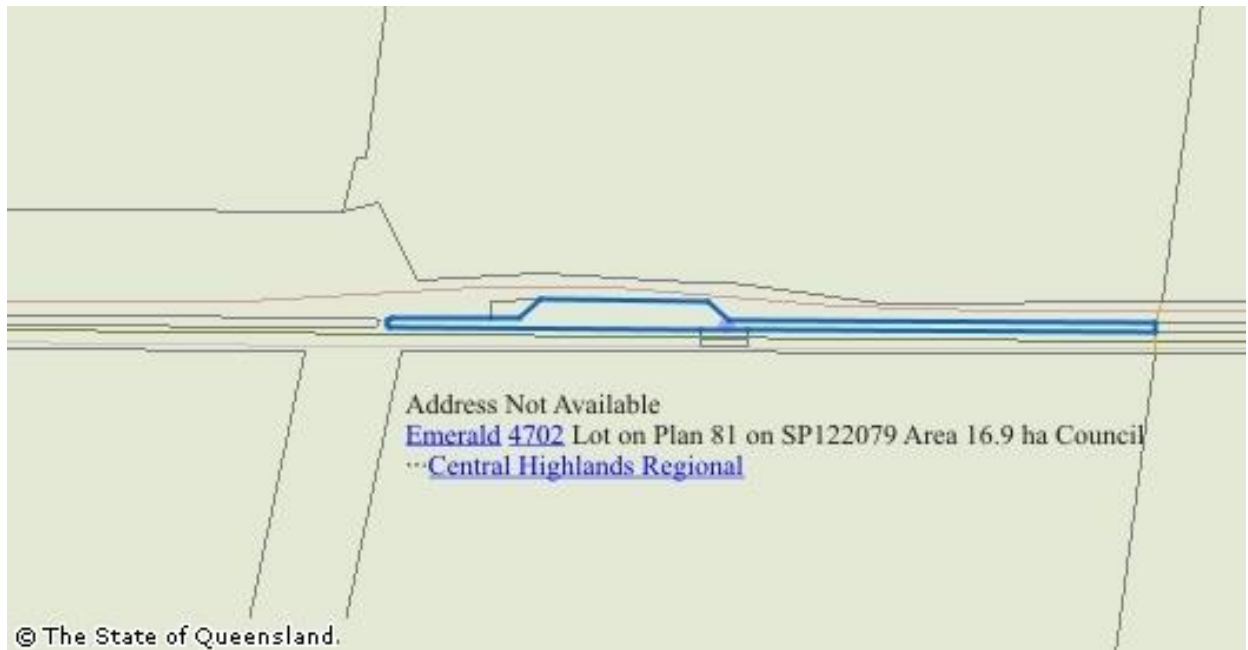 Address Not Available
Emerald 4702 Lot on Plan 81 on SP122079 Area 16.9 ha Council
···Central Highlands Regional
© The State of Queensland.